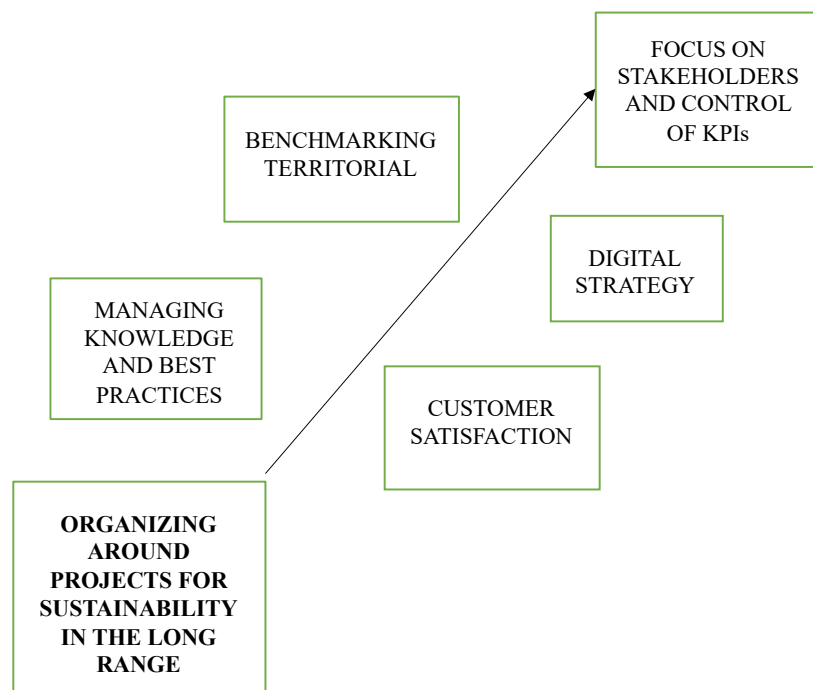 FOCUS ON
STAKEHOLDERS
AND CONTROL
OF KPIs
BENCHMARKING
TERRITORIAL
DIGITAL
STRATEGY
MANAGING
KNOWLEDGE
AND BEST
PRACTICES
CUSTOMER
SATISFACTION
ORGANIZING
AROUND
PROJECTS FOR
SUSTAINABILITY
IN THE LONG
RANGE